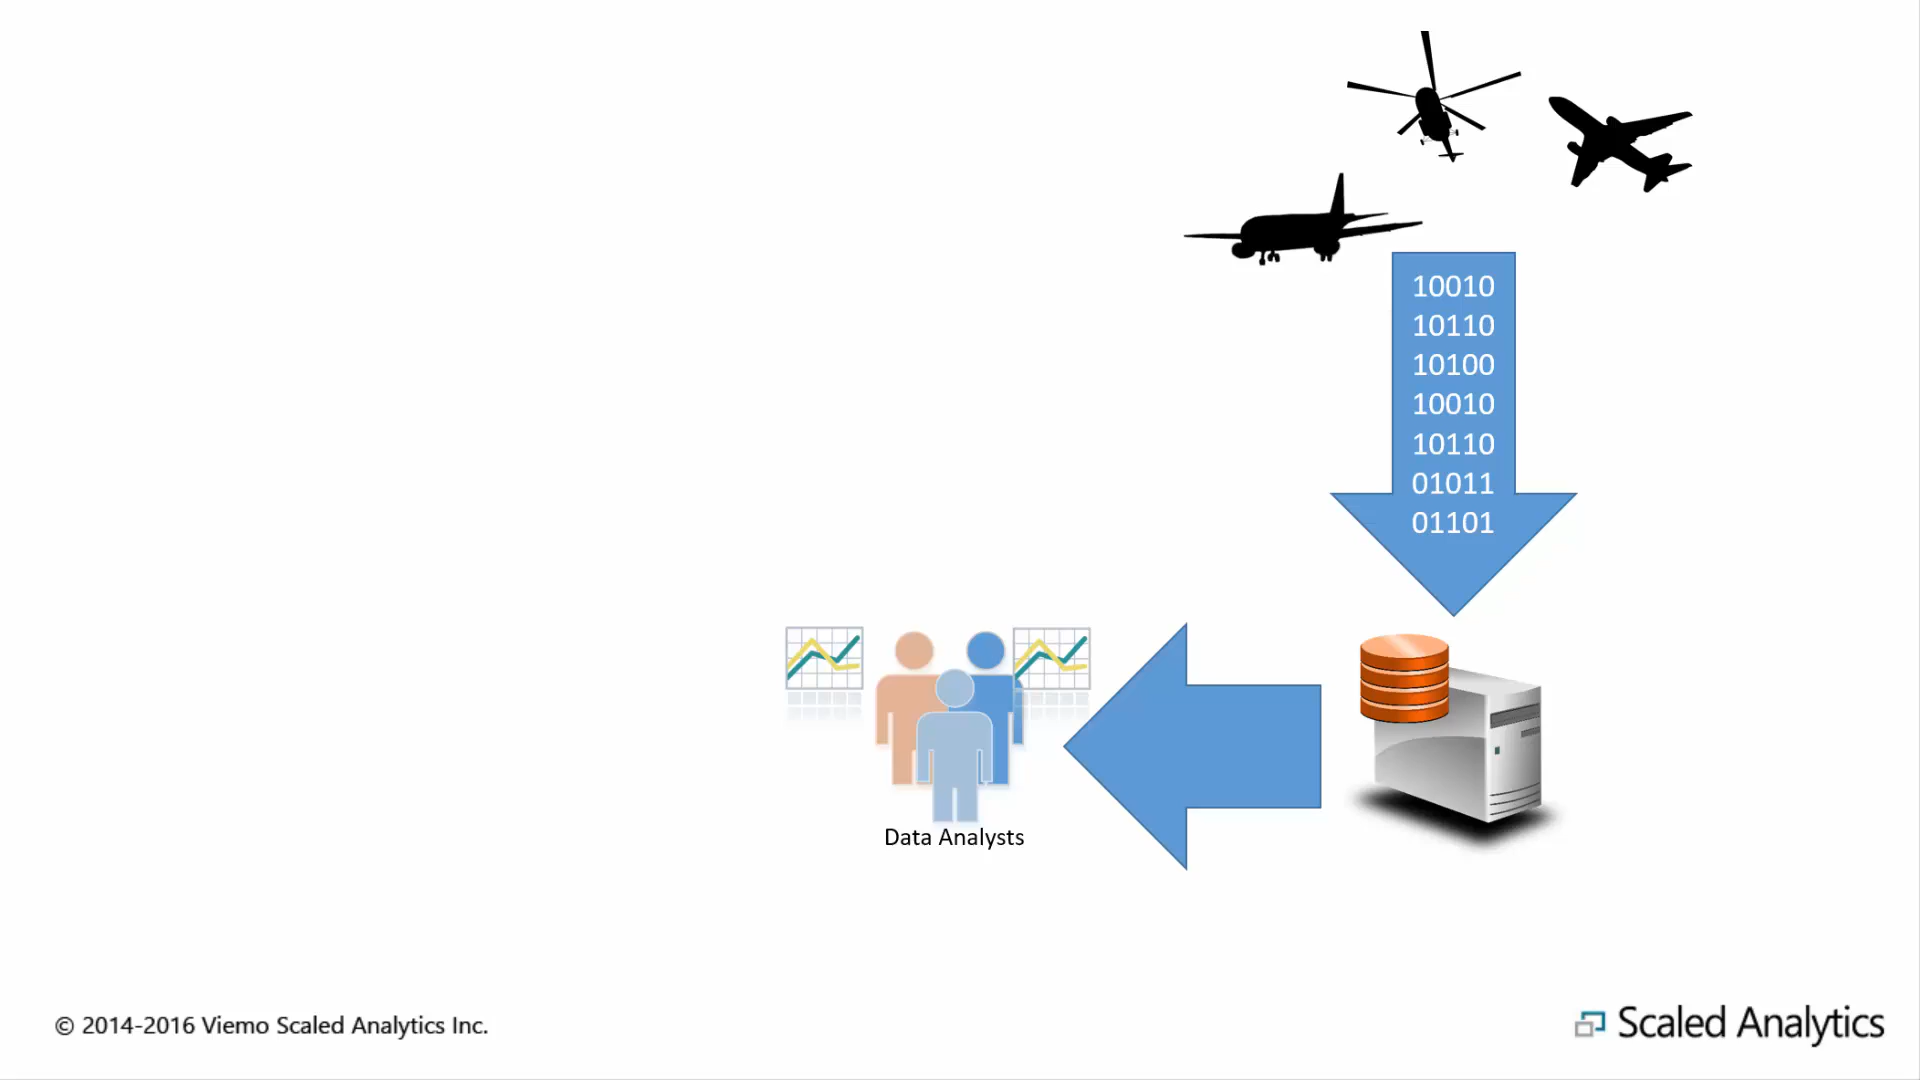 10010
10110
10100
10010
10110
01011
01101
Data Analysts
© 2014-2016 Viemo Scaled Analytics Inc.
Scaled Analytics